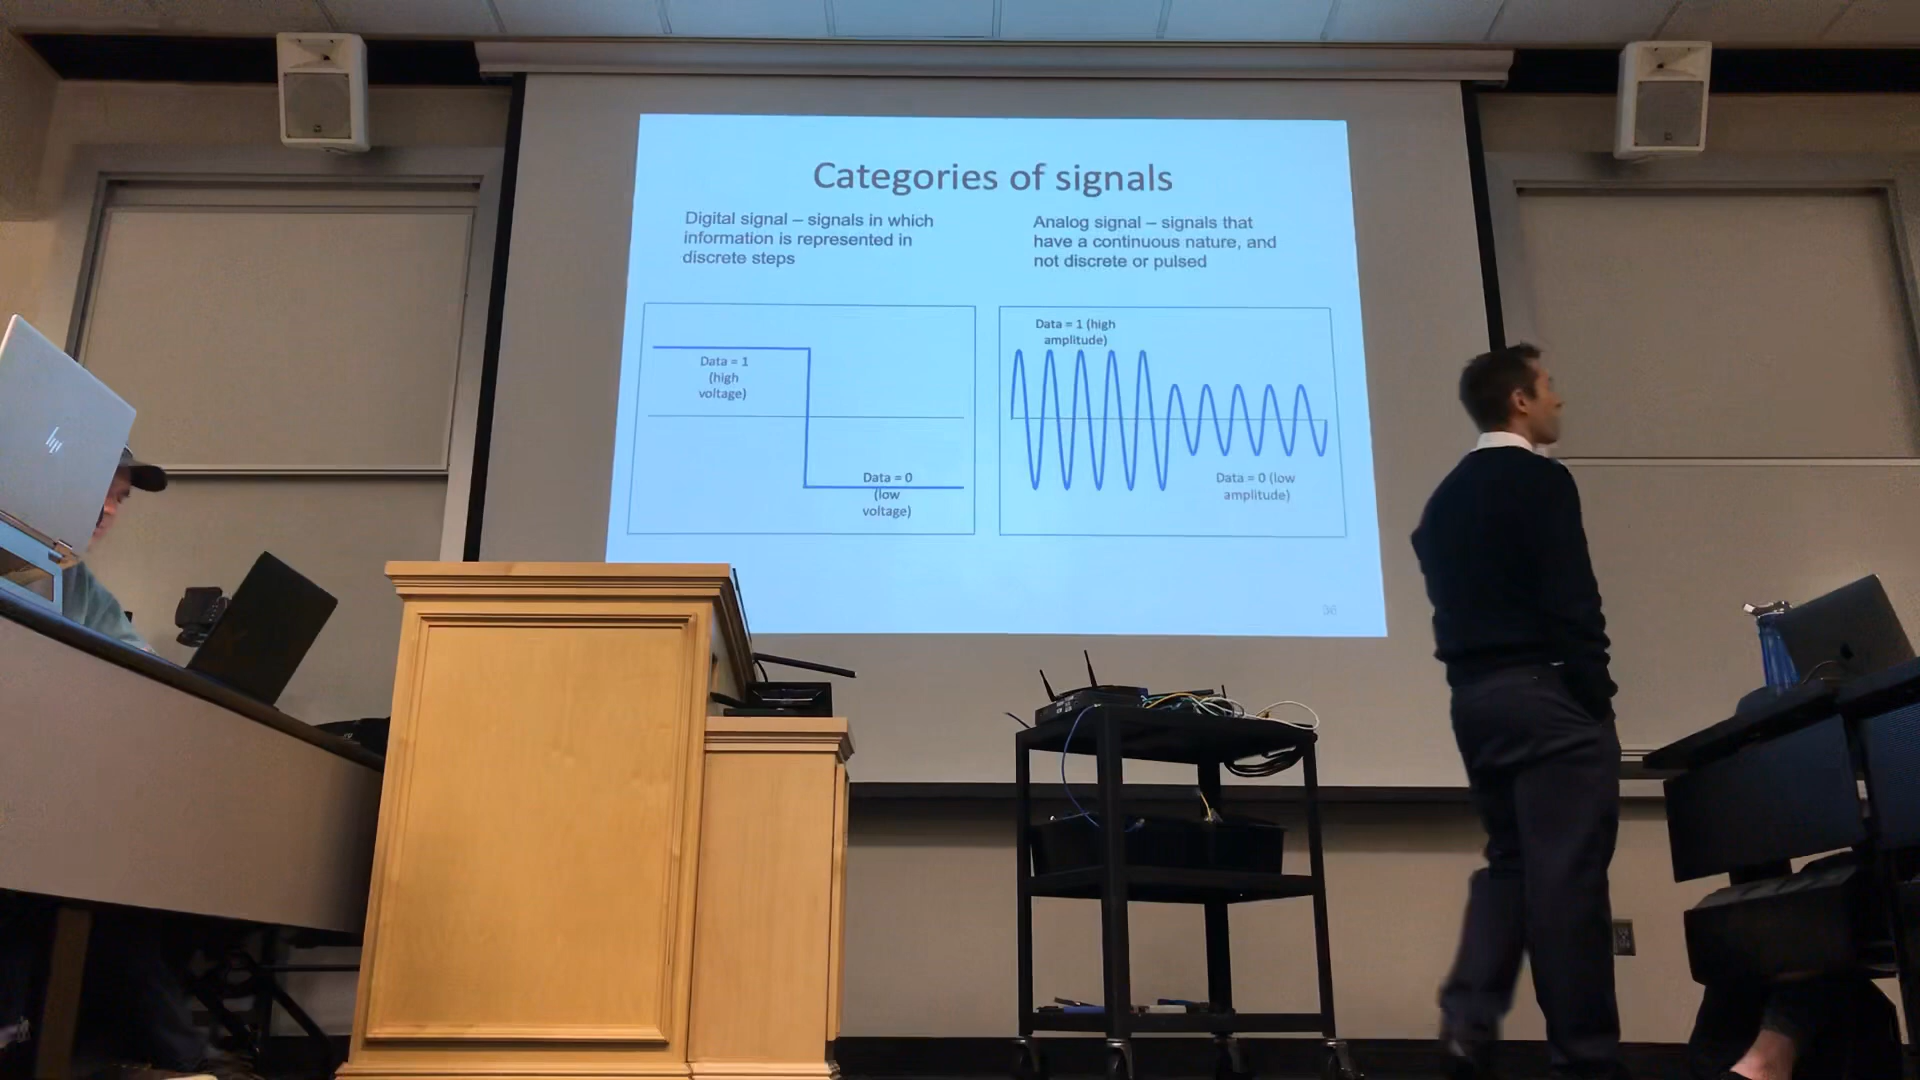 Categories of signals
Digital signal – signals in which
information is represented in
discrete steps
Analog signal – signals that
have a continuous nature, and
not discrete or pulsed
Data = 1
(high
voltage)
Data = 0
(low
voltage)
Data = 1 (high
amplitude)
Data = 0 (low
amplitude)
36
hp